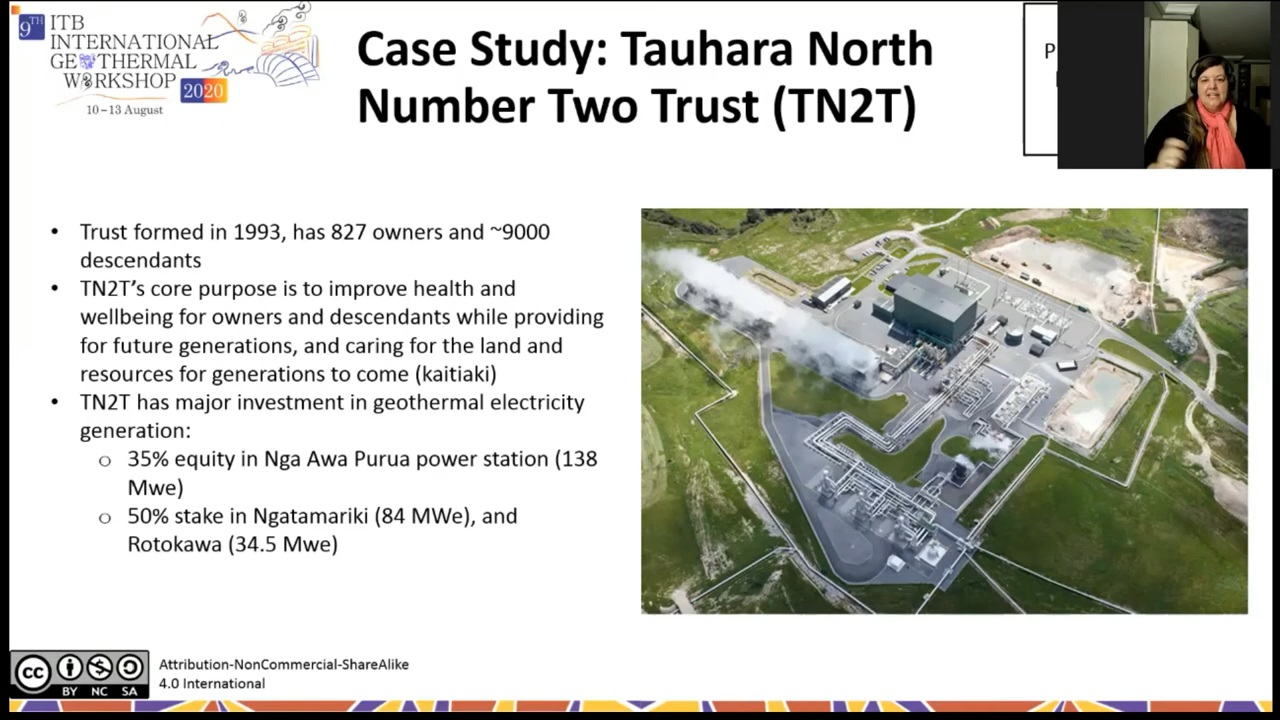 9TH ITB
INTERNATIONAL
GEOTHERMAL
WORKSHOP
2020
10–13 August
Case Study: Tauhara North
Number Two Trust (TN2T)
P
• Trust formed in 1993, has 827 owners and ~9000
descendants
• TN2T’s core purpose is to improve health and
wellbeing for owners and descendants while providing
for future generations, and caring for the land and
resources for generations to come (kaitiaki)
• TN2T has major investment in geothermal electricity
generation:
o 35% equity in Nga Awa Purua power station (138
Mwe)
o 50% stake in Ngatamariki (84 MWe), and
Rotokawa (34.5 Mwe)
cc
BY NC SA
Attribution-NonCommercial-ShareAlike
4.0 International